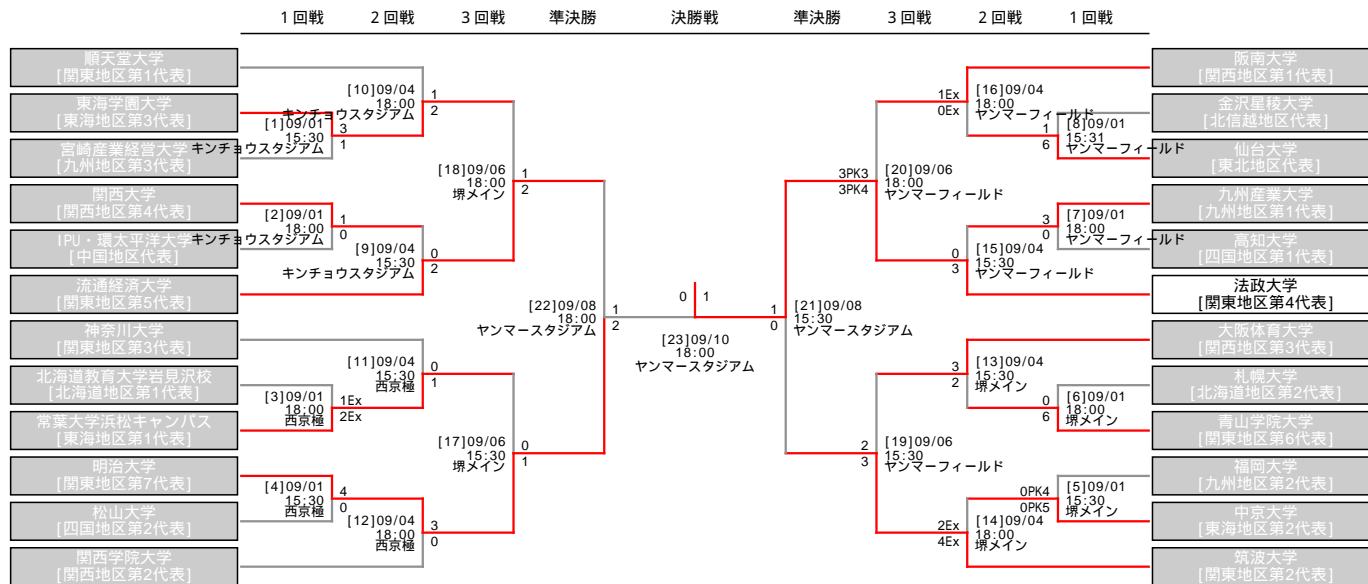 1回戦 2回戦 3回戦 準決勝 決勝戦 準決勝 3回戦 2回戦 1回戦
順天堂大学
[関東地区第1代表]
東海学園大学
[東海地区第3代表]
宮崎産業経営大学
[九州地区第3代表]
関西大学
[関西地区第4代表]
IPU・環太平洋大学
[中国地区代表]
流通経済大学
[関東地区第5代表]
神奈川大学
[関東地区第3代表]
北海道教育大学岩見沢校
[北海道地区第1代表]
常葉大学浜松キャンパス
[東海地区第1代表]
明治大学
[関東地区第7代表]
松山大学
[四国地区第2代表]
関西学院大学
[関西地区第2代表]
[1]09/01
15:30
キンチョウスタジアム
3
1
[2]09/01
18:00
キンチョウスタジアム
1
0
[3]09/01
18:00
西京極
1Ex
2Ex
[4]09/01
15:30
西京極
4
0
[10]09/04
18:00
キンチョウスタジアム
1
2
[9]09/04
15:30
キンチョウスタジアム
0
2
[11]09/04
15:30
西京極
0
1
[12]09/04
18:00
西京極
3
0
[18]09/06
18:00
堺メイン
1
2
[17]09/06
15:30
堺メイン
0
1
[22]09/08
18:00
ヤンマースタジアム
1
2
0 1
[23]09/10
18:00
ヤンマースタジアム
1
0
[21]09/08
15:30
ヤンマースタジアム
3PK3
3PK4
[20]09/06
18:00
ヤンマーフィールド
2
3
[19]09/06
15:30
ヤンマーフィールド
1Ex
0Ex
[16]09/04
18:00
ヤンマーフィールド
0
3
[15]09/04
15:30
ヤンマーフィールド
3
2
[13]09/04
15:30
堺メイン
2Ex
4Ex
[14]09/04
18:00
堺メイン
1
6
[8]09/01
15:31
ヤンマーフィールド
3
0
[7]09/01
18:00
ヤンマーフィールド
0
6
[6]09/01
18:00
堺メイン
0PK4
0PK5
[5]09/01
15:30
堺メイン
阪南大学
[関西地区第1代表]
金沢星稜大学
[北信越地区代表]
仙台大学
[東北地区代表]
九州産業大学
[九州地区第1代表]
高知大学
[四国地区第1代表]
法政大学
[関東地区第4代表]
大阪体育大学
[関西地区第3代表]
札幌大学
[北海道地区第2代表]
青山学院大学
[関東地区第6代表]
福岡大学
[九州地区第2代表]
中京大学
[東海地区第2代表]
筑波大学
[関東地区第2代表]